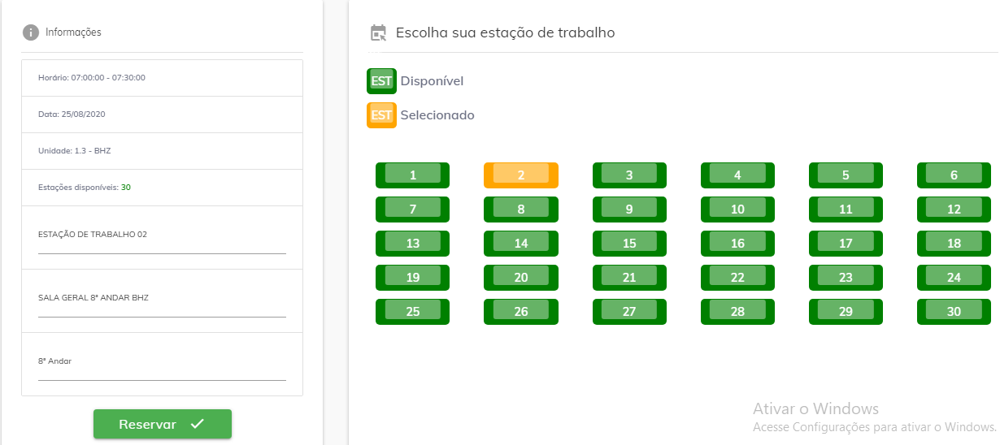 Informações
Horário: 07:00:00 - 07:30:00
Data: 25/08/2020
Unidade: 1.3 - BHZ
Estações disponíveis: 30
ESTAÇÃO DE TRABALHO 02
SALA GERAL 8º ANDAR BHZ
8º Andar
Reservar
Escolha sua estação de trabalho
EST Disponível
EST Selecionado
1 2 3 4 5 6
7 8 9 10 11 12
13 14 15 16 17 18
19 20 21 22 23 24
25 26 27 28 29 30
Ativar o Windows
Acesse Configurações para ativar o Windows.